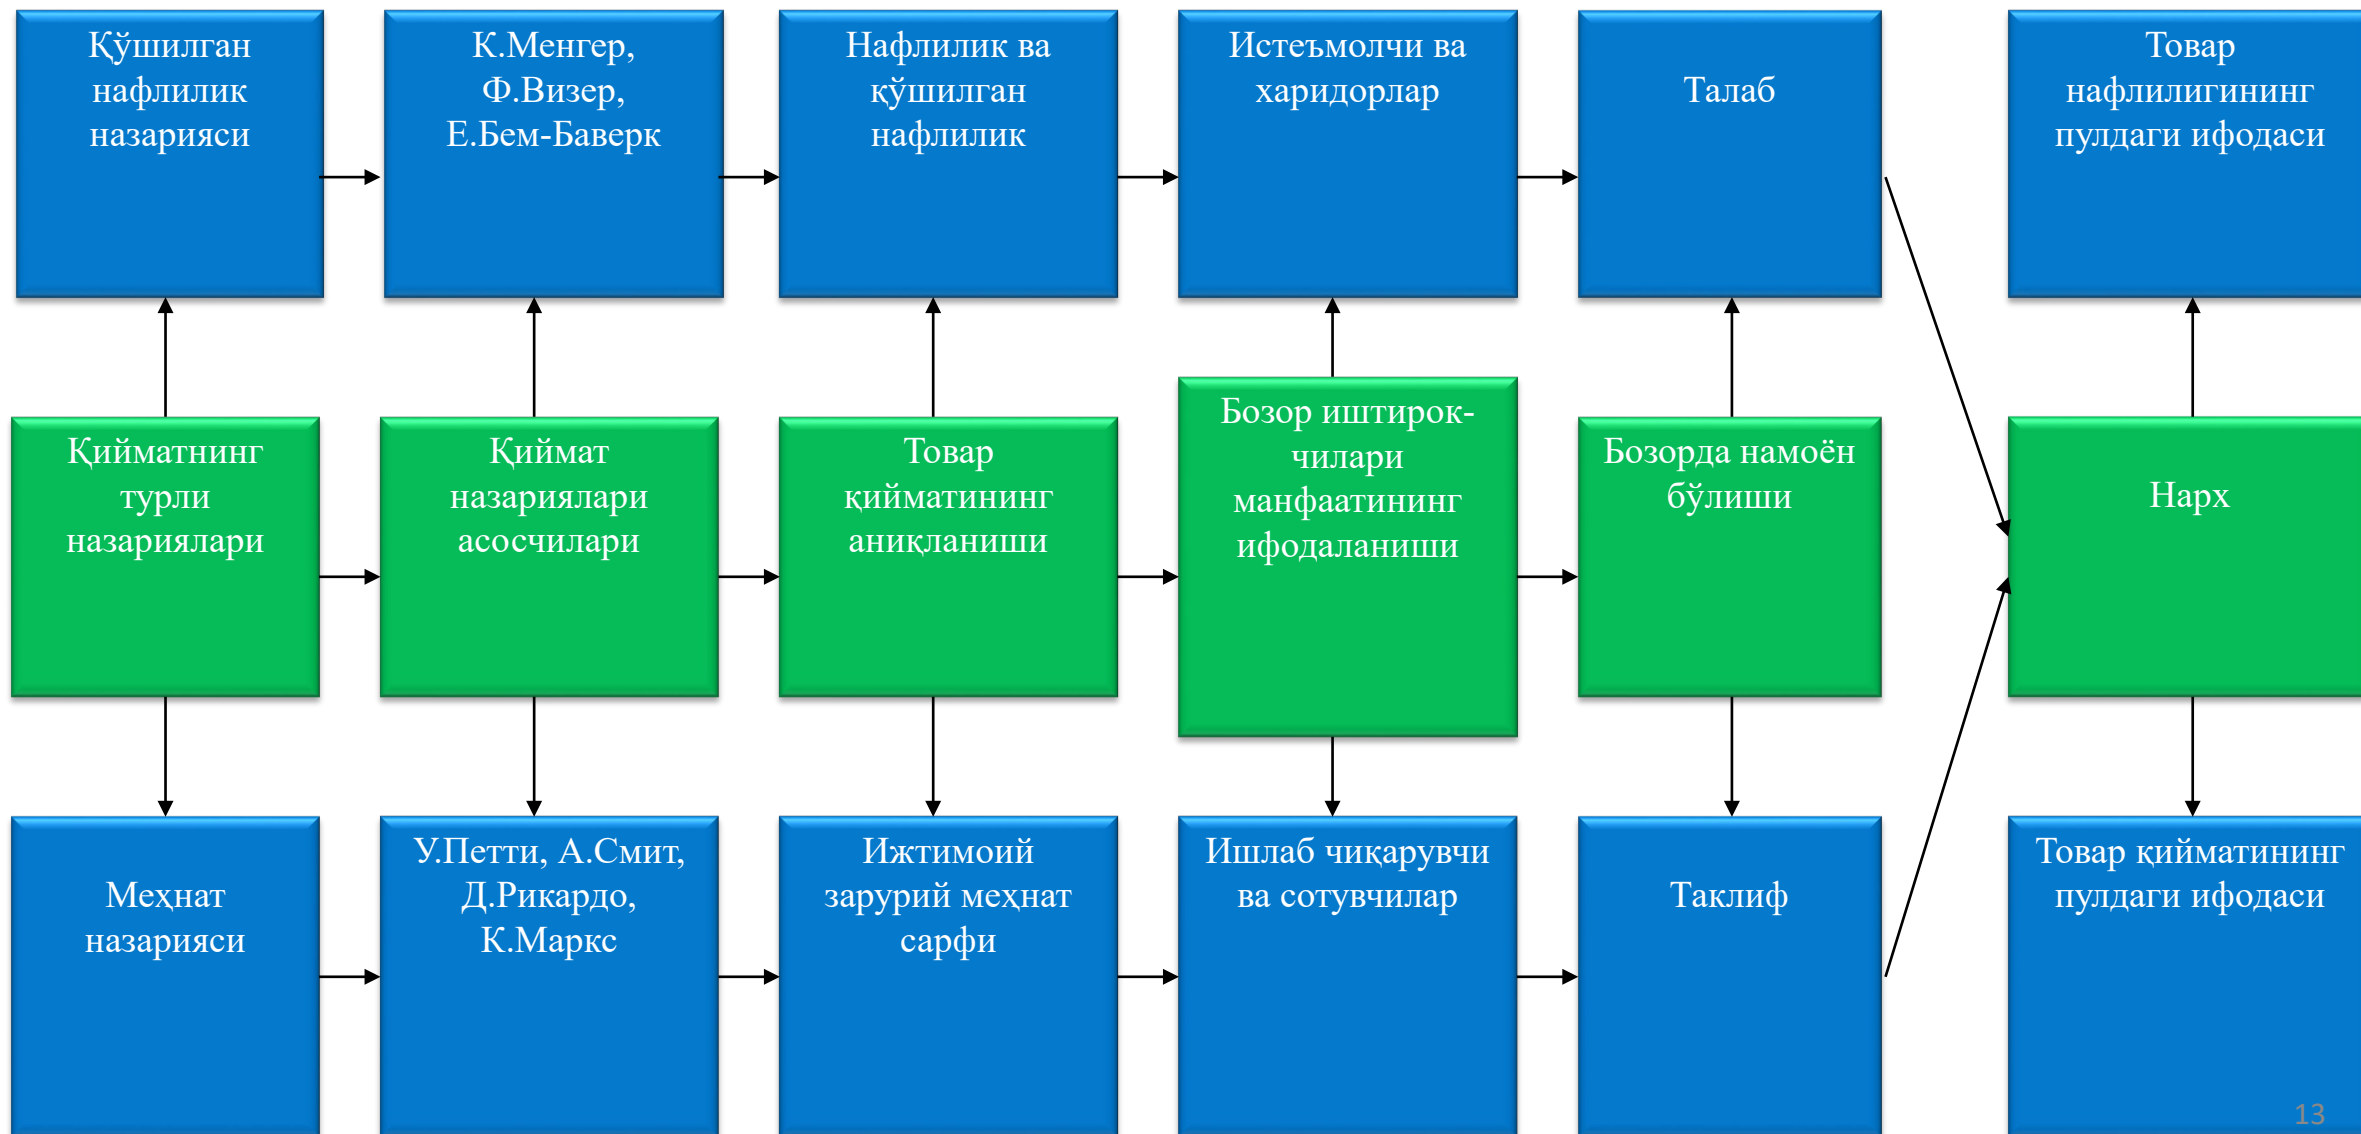 Қўшилган
нафлилик
назарияси
К.Менгер,
Ф.Визер,
Е.Бем-Баверк
Нафлилик ва
қўшилган
нафлилик
Истеъмолчи ва
харидорлар
Талаб
Товар
нафлилигининг
пулдаги ифодаси
Қийматнинг
турли
назариялари
Қиймат
назариялари
асосчилари
Товар
қийматининг
аниқланиши
Бозор иштирок-
чилари
манфаатининг
ифодаланиши
Бозорда намоён
бўлиши
Нарх
Меҳнат
назарияси
У.Петти, А.Смит,
Д.Рикардо,
К.Маркс
Ижтимоий
зарурий меҳнат
сарфи
Ишлаб чиқарувчи
ва сотувчилар
Таклиф
Товар қийматининг
пулдаги ифодаси
13